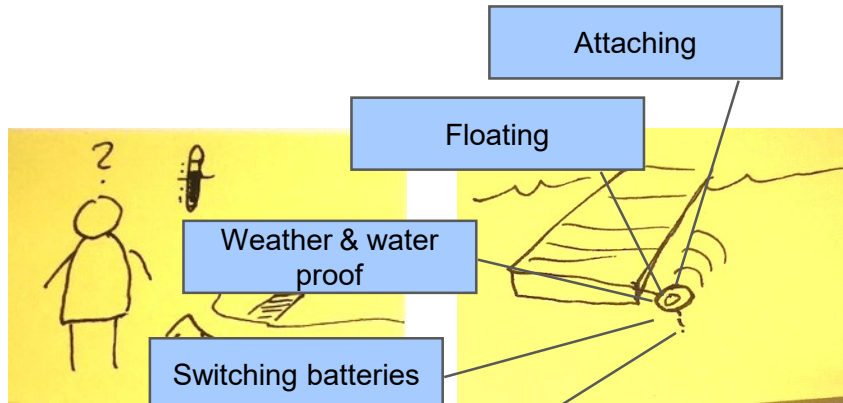 Attaching
Floating
?
Weather & water
proof
Switching batteries